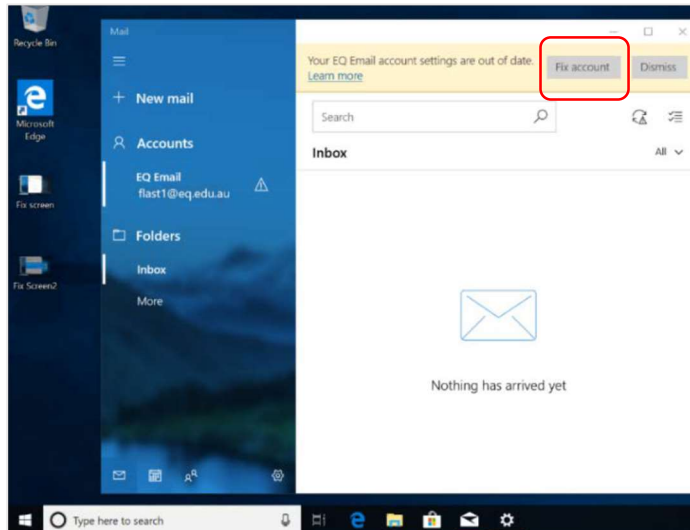 Recycle Bin
Microsoft
Edge
Fix screen
Fix Screen2
Mail
New mail
Accounts
EQ Email
flast1@eq.edu.au
Folders
Inbox
More
Your EQ Email account settings are out of date.
Learn more
Fix account
Dismiss
Search
Inbox
All
Nothing has arrived yet
Type here to search